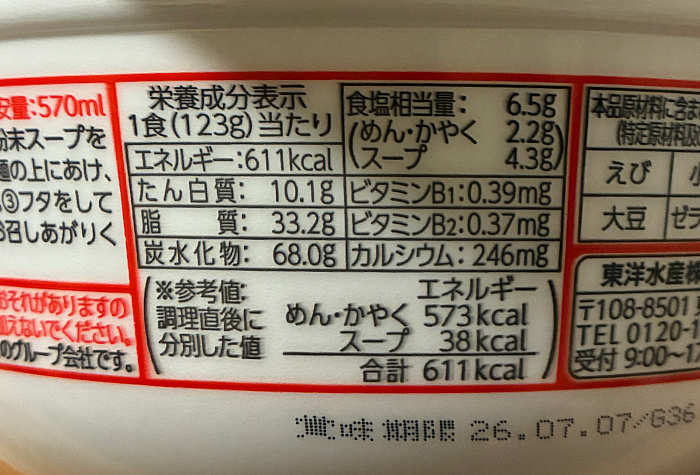 安量:570ml
粉末スープを
麺の上にあけ、
③フタをして
お召しあがりく
おそれがありますの
加えないでください。
のグループ会社です。
栄養成分表示
1食(123g)当たり
エネルギー:611kcal
たん白質: 10.1g
脂質: 33.2g
炭水化物: 68.0g
食塩相当量: 6.5g
(めん・かやく 2.2g
スープ 4.3g)
ビタミンB1:0.39mg
ビタミンB2:0.37mg
カルシウム:246mg
(※参考値:
調理直後に
分別した値
エネルギー
めん・かやく 573kcal
スープ 38kcal
合計 611kcal)
本品原材料に含ま
(特定原材料及
えび 小
大豆 ゼラ
東洋水産株
〒108-8501
TEL 0120-1
受付 9:00〜17
賞味期限 26.07.07/G36